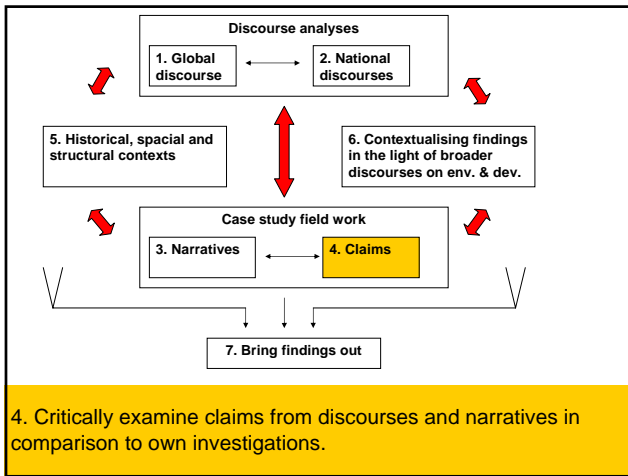 Discourse analyses
1. Global
discourse
2. National
discourses
5. Historical, spacial and
structural contexts
6. Contextualising findings
in the light of broader
discourses on env. & dev.
Case study field work
3. Narratives
4. Claims
7. Bring findings out
4. Critically examine claims from discourses and narratives in
comparison to own investigations.